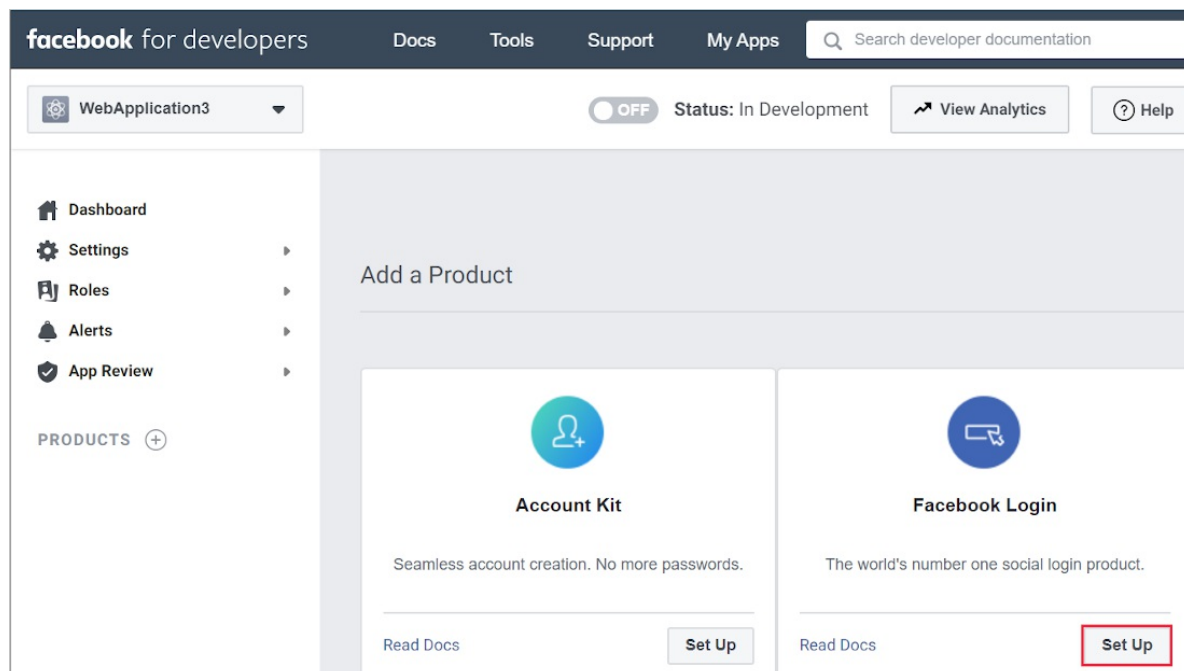 facebook for developers Docs Tools Support My Apps Search developer documentation
WebApplication3 OFF Status: In Development View Analytics ? Help
Dashboard
Settings
Roles
Alerts
App Review
PRODUCTS +
Add a Product
Account Kit
Seamless account creation. No more passwords.
Read Docs Set Up
Facebook Login
The world's number one social login product.
Read Docs Set Up